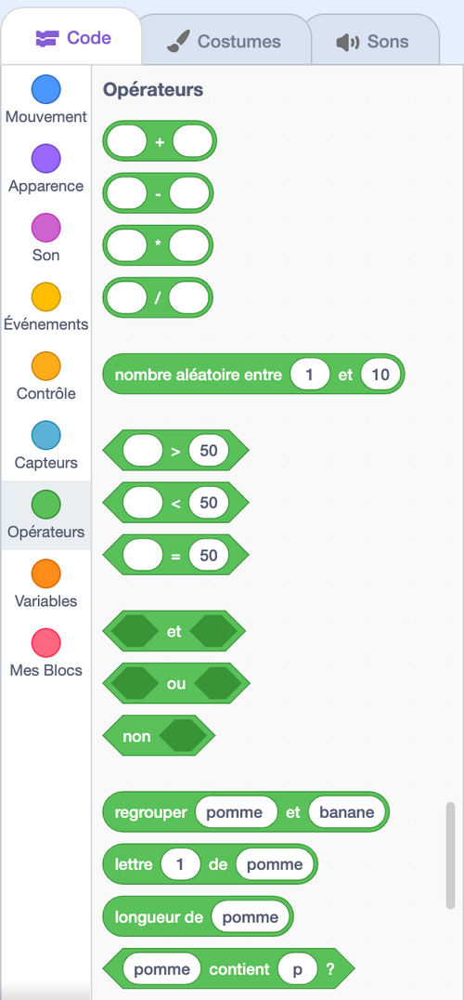 Code
Costumes
Sons
Mouvement
Apparence
Son
Événements
Contrôle
Capteurs
Opérateurs
Variables
Mes Blocs
Opérateurs
+
-
*
/
nombre aléatoire entre 1 et 10
> 50
< 50
= 50
et
ou
non
regrouper pomme et banane
lettre 1 de pomme
longueur de pomme
pomme contient p ?